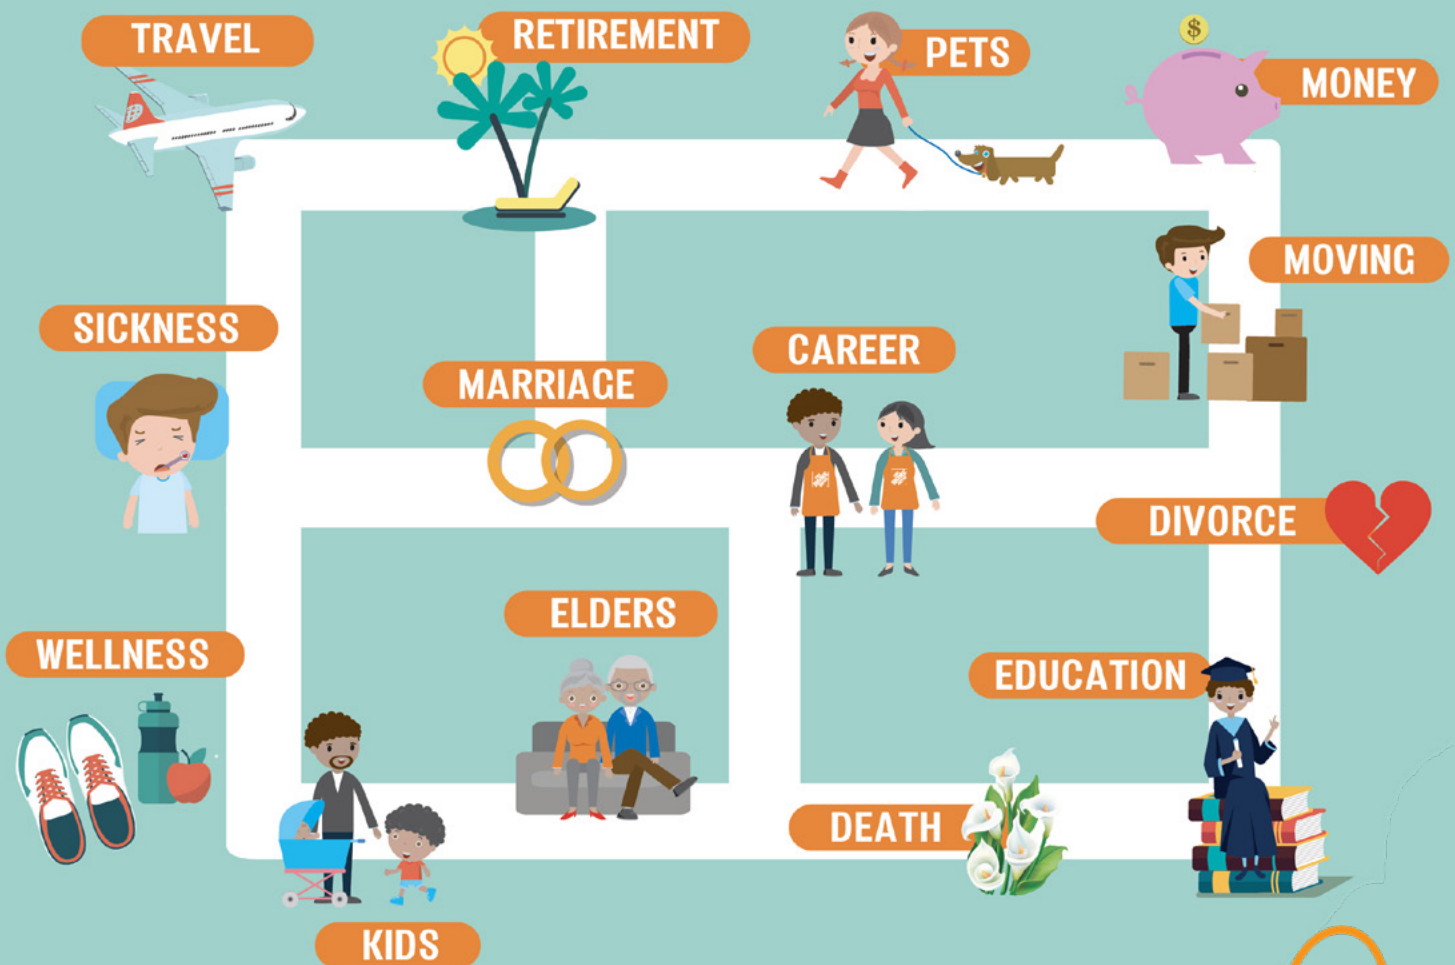 TRAVEL
RETIREMENT
PETS
$
MONEY
MOVING
SICKNESS
CAREER
MARRIAGE
DIVORCE
ELDERS
WELLNESS
EDUCATION
DEATH
KIDS